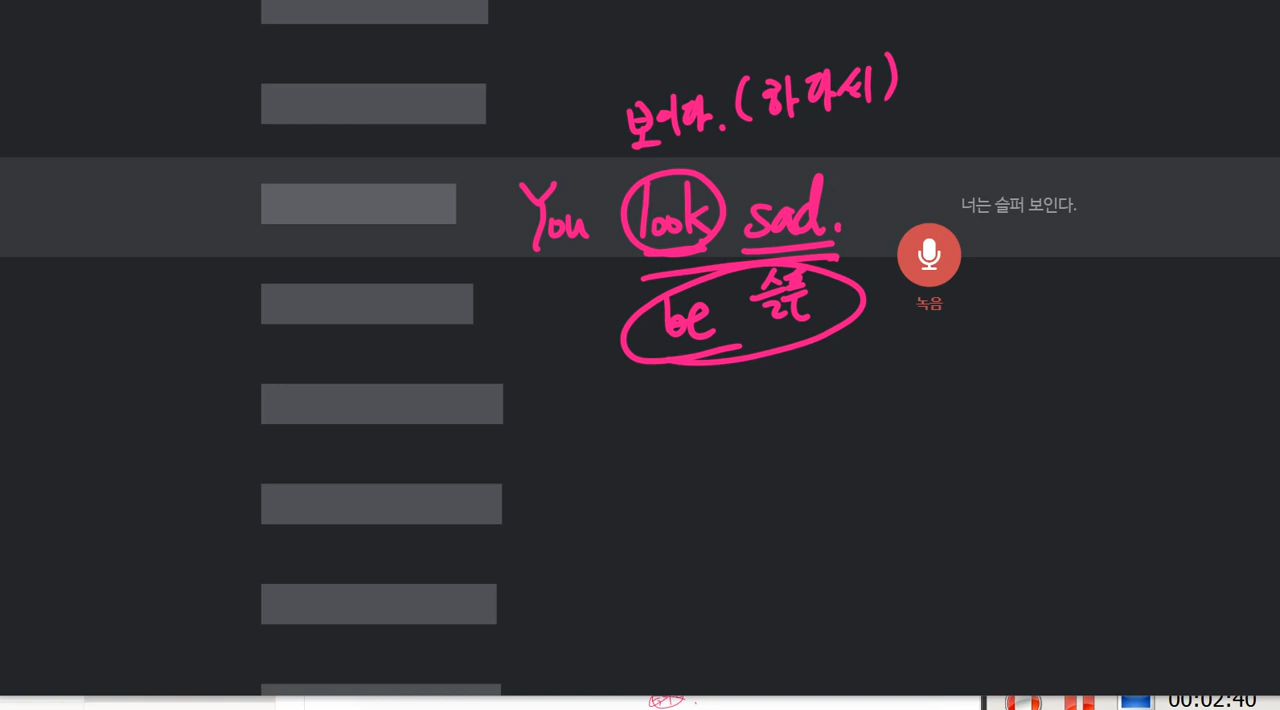 보이다. (하다씨)
You look sad.
너는 슬퍼 보인다.
be 슬픈
녹음
00:02:40